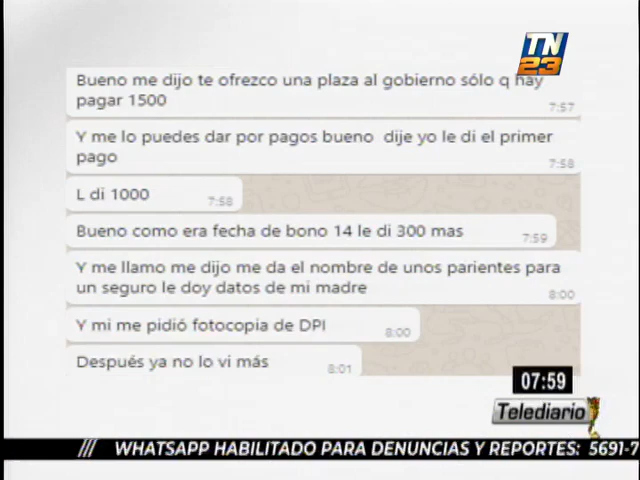 TN
23
Bueno me dijo te ofrezco una plaza al gobierno sólo q hay
pagar 1500
7:57
Y me lo puedes dar por pagos bueno dije yo le di el primer
pago
7:58
L di 1000
7:58
Bueno como era fecha de bono 14 le di 300 mas
7:59
Y me llamo me dijo me da el nombre de unos parientes para
un seguro le doy datos de mi madre
8:00
Y mi me pidió fotocopia de DPI
8:00
Después ya no lo vi más
8:01
07:59
Telediario
WHATSAPP HABILITADO PARA DENUNCIAS Y REPORTES: 5691-7